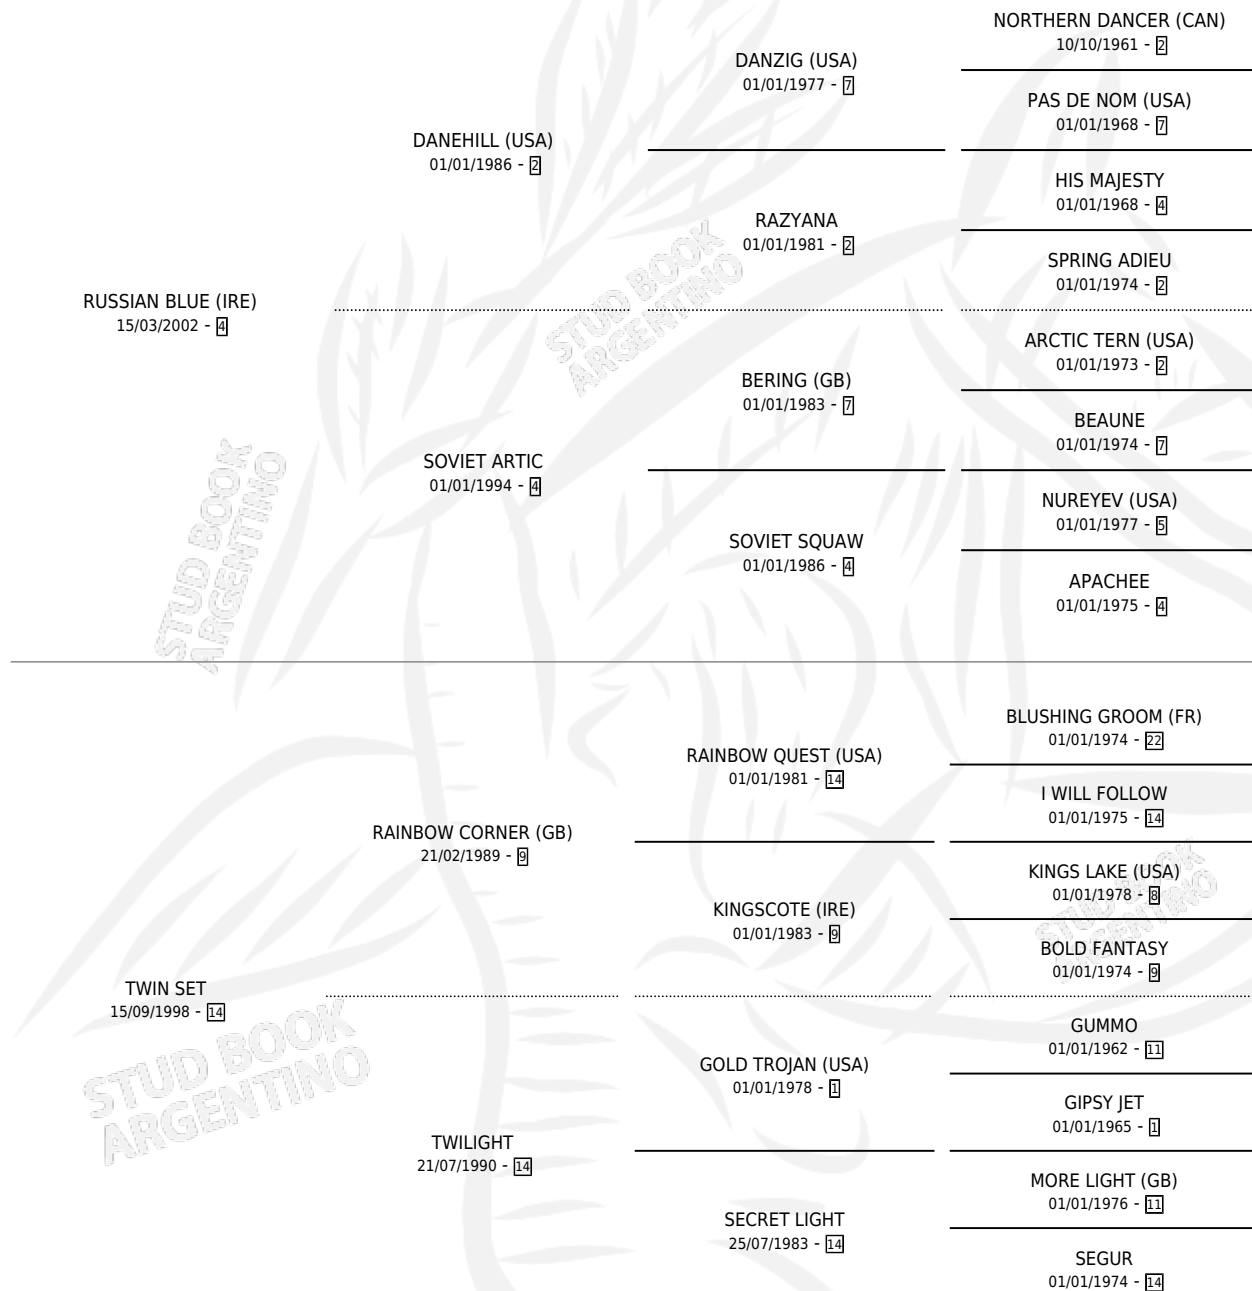 NORTHERN DANCER (CAN)
10/10/1961 - 2
DANZIG (USA)
01/01/1977 - 7
PAS DE NOM (USA)
01/01/1968 - 7
DANEHILL (USA)
01/01/1986 - 2
HIS MAJESTY
01/01/1968 - 4
RAZYANA
01/01/1981 - 2
SPRING ADIEU
01/01/1974 - 2
RUSSIAN BLUE (IRE)
15/03/2002 - 4
ARCTIC TERN (USA)
01/01/1973 - 2
BERING (GB)
01/01/1983 - 7
BEAUNE
01/01/1974 - 7
SOVIET ARTIC
01/01/1994 - 4
NUREYEV (USA)
01/01/1977 - 5
SOVIET SQUAW
01/01/1986 - 4
APACHEE
01/01/1975 - 4
STUD BOOK
ARGENTINO
STUD BOOK
ARGENTINO
BLUSHING GROOM (FR)
01/01/1974 - 22
RAINBOW QUEST (USA)
01/01/1981 - 14
I WILL FOLLOW
01/01/1975 - 14
RAINBOW CORNER (GB)
21/02/1989 - 9
KINGS LAKE (USA)
01/01/1978 - 8
KINGSCOTE (IRE)
01/01/1983 - 9
BOLD FANTASY
01/01/1974 - 9
TWIN SET
15/09/1998 - 14
GUMMO
01/01/1962 - 11
GOLD TROJAN (USA)
01/01/1978 - 1
GIPSY JET
01/01/1965 - 1
TWILIGHT
21/07/1990 - 14
MORE LIGHT (GB)
01/01/1976 - 11
SECRET LIGHT
25/07/1983 - 14
SEGUR
01/01/1974 - 14
STUD BOOK
ARGENTINO
STUD BOOK
ARGENTINO